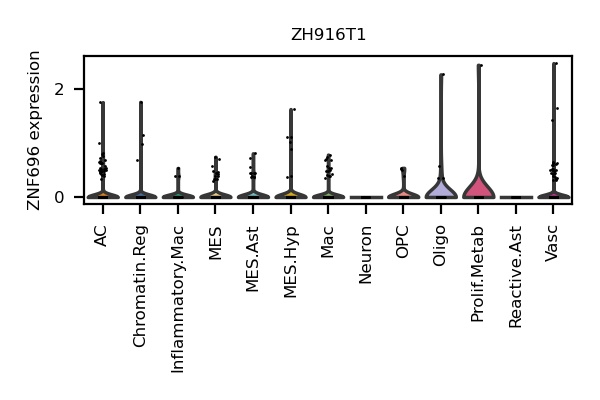 ZH916T1
ZNF696 expression
2
0
AC
Chromatin.Reg
Inflammatory.Mac
MES
MES.Ast
MES.Hyp
Mac
Neuron
OPC
Oligo
Prolif.Metab
Reactive.Ast
Vasc